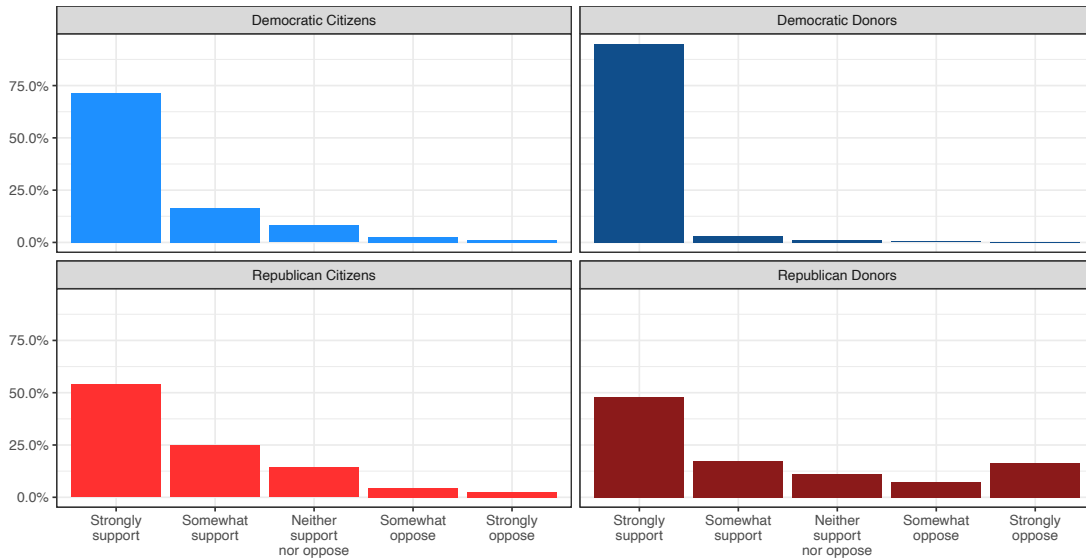 Democratic Citizens
Democratic Donors
75.0%
50.0%
25.0%
0.0%
Republican Citizens
Republican Donors
75.0%
50.0%
25.0%
0.0%
Strongly
support
Somewhat
support
Neither
support
nor oppose
Somewhat
oppose
Strongly
oppose
Strongly
support
Somewhat
support
Neither
support
nor oppose
Somewhat
oppose
Strongly
oppose